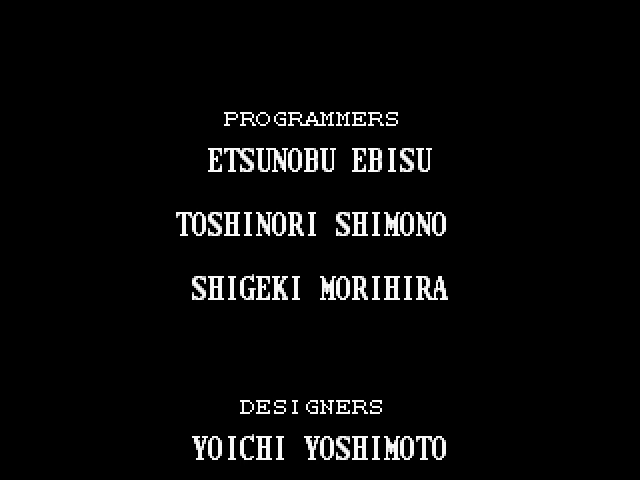 PROGRAMMERS
ETSUNOBU EBISU
TOSHINORI SHIMONO
SHIGEKI MORIHIRA
DESIGNERS
YOICHI YOSHIMOTO